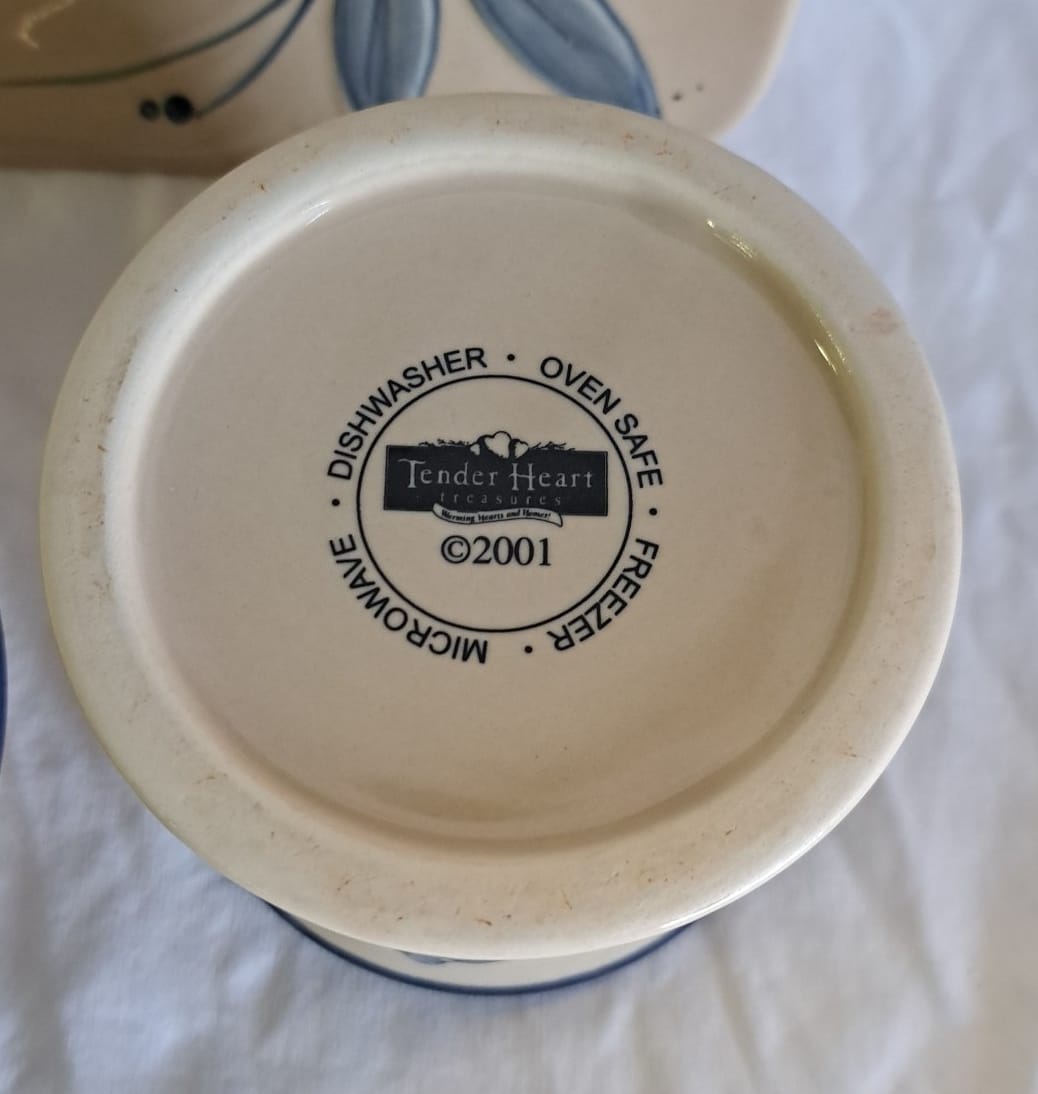 DISHWASHER • OVEN SAFE • FREEZER • MICROWAVE •
Tender Heart
treasures
Warming Hearts and Homes!
©2001